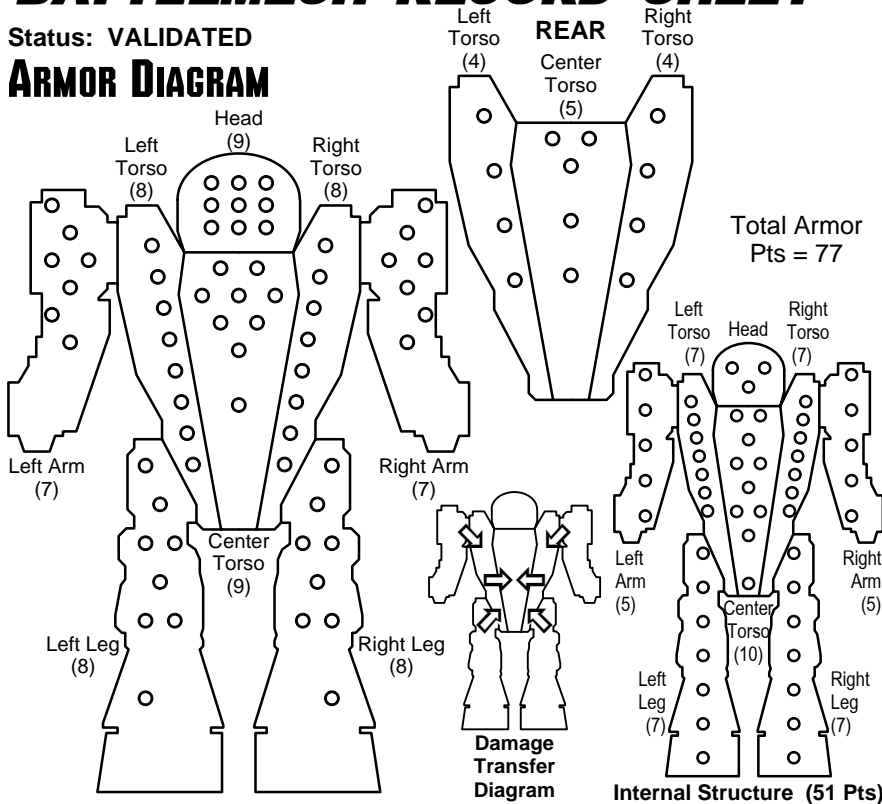 BATTLEMECH RECORD SHEET
Status: VALIDATED
ARMOR DIAGRAM
Head
(9)
Left
Torso
(8)
Right
Torso
(8)
Left Arm
(7)
Right Arm
(7)
Center
Torso
(9)
Left Leg
(8)
Right Leg
(8)
REAR
Left
Torso
(4)
Center
Torso
(5)
Right
Torso
(4)
Total Armor
Pts = 77
Left
Torso
(7)
Head
Right
Torso
(7)
Left
Arm
(5)
Right
Arm
(5)
Center
Torso
(10)
Left
Leg
(7)
Right
Leg
(7)
Damage
Transfer
Diagram
Internal Structure (51 Pts)